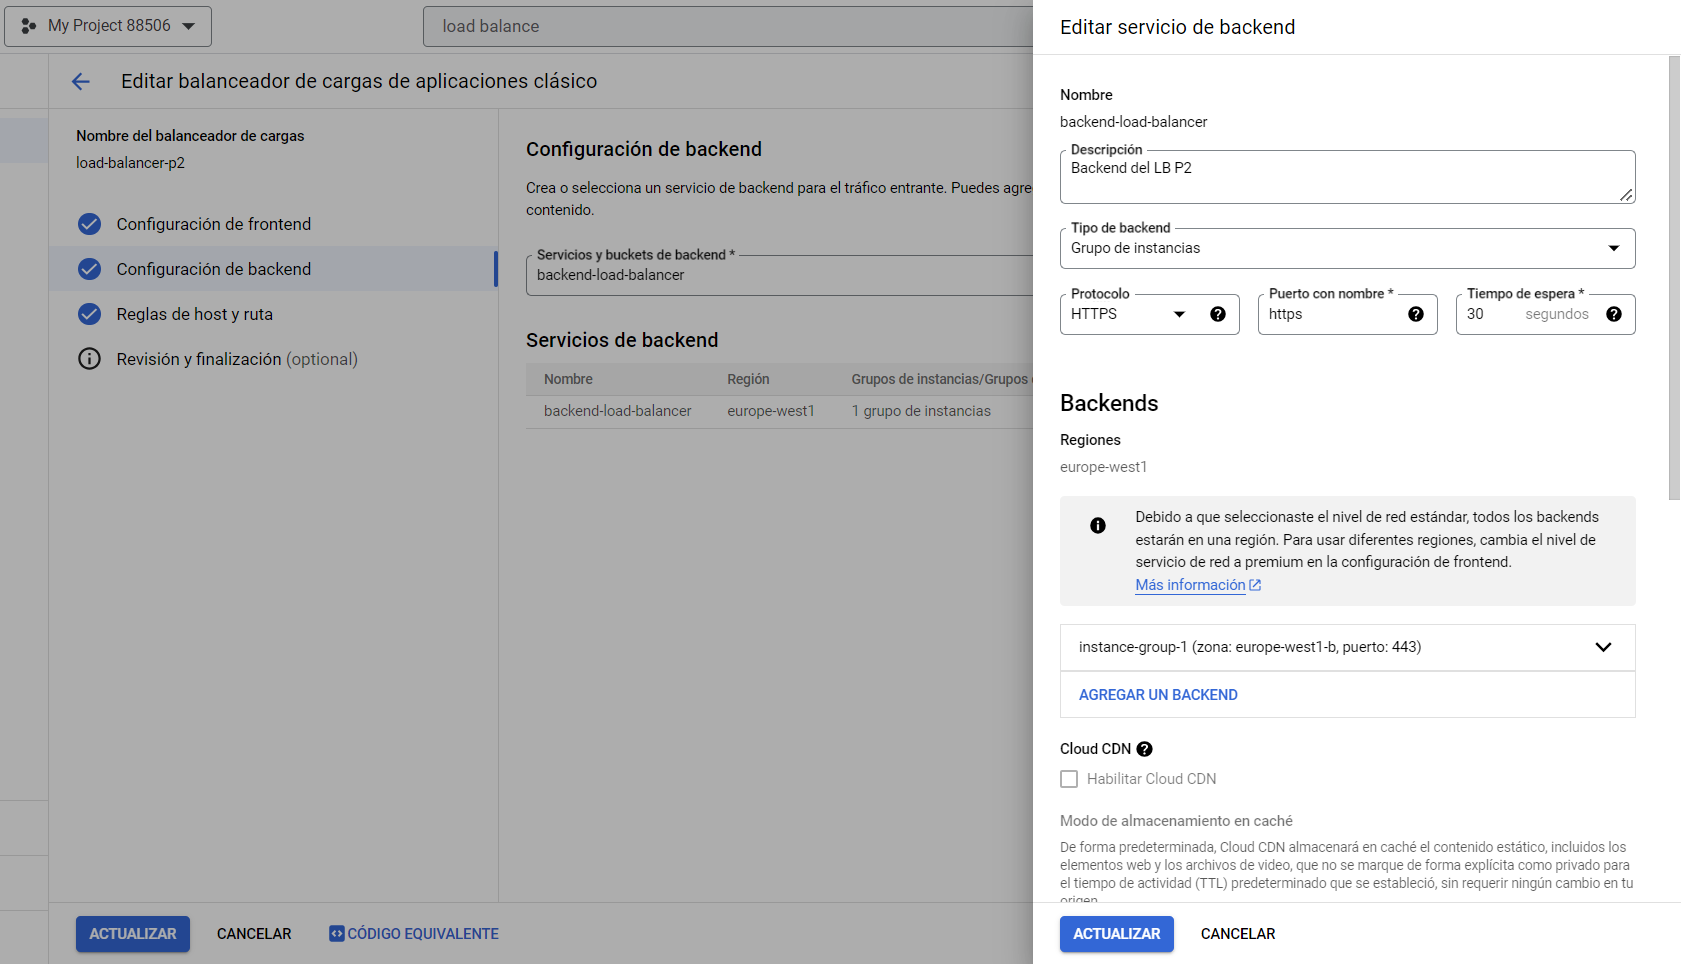 My Project 88506
load balance
Editar balanceador de cargas de aplicaciones clásico
Nombre del balanceador de cargas
load-balancer-p2
Configuración de frontend
Configuración de backend
Reglas de host y ruta
Revisión y finalización (optional)
Configuración de backend
Crea o selecciona un servicio de backend para el tráfico entrante. Puedes agre
contenido.
Servicios y buckets de backend *
backend-load-balancer
Servicios de backend
Nombre Región Grupos de instancias/Grupos
backend-load-balancer europe-west1 1 grupo de instancias
ACTUALIZAR CANCELAR CÓDIGO EQUIVALENTE
Editar servicio de backend
Nombre
backend-load-balancer
Descripción
Backend del LB P2
Tipo de backend
Grupo de instancias
Protocolo Puerto con nombre * Tiempo de espera *
HTTPS https 30 segundos
Backends
Regiones
europe-west1
Debido a que seleccionaste el nivel de red estándar, todos los backends
estarán en una región. Para usar diferentes regiones, cambia el nivel de
servicio de red a premium en la configuración de frontend.
Más información
instance-group-1 (zona: europe-west1-b, puerto: 443)
AGREGAR UN BACKEND
Cloud CDN
Habilitar Cloud CDN
Modo de almacenamiento en caché
De forma predeterminada, Cloud CDN almacenará en caché el contenido estático, incluidos los
elementos web y los archivos de video, que no se marque de forma explícita como privado para
el tiempo de actividad (TTL) predeterminado que se estableció, sin requerir ningún cambio en tu
origen.
ACTUALIZAR CANCELAR